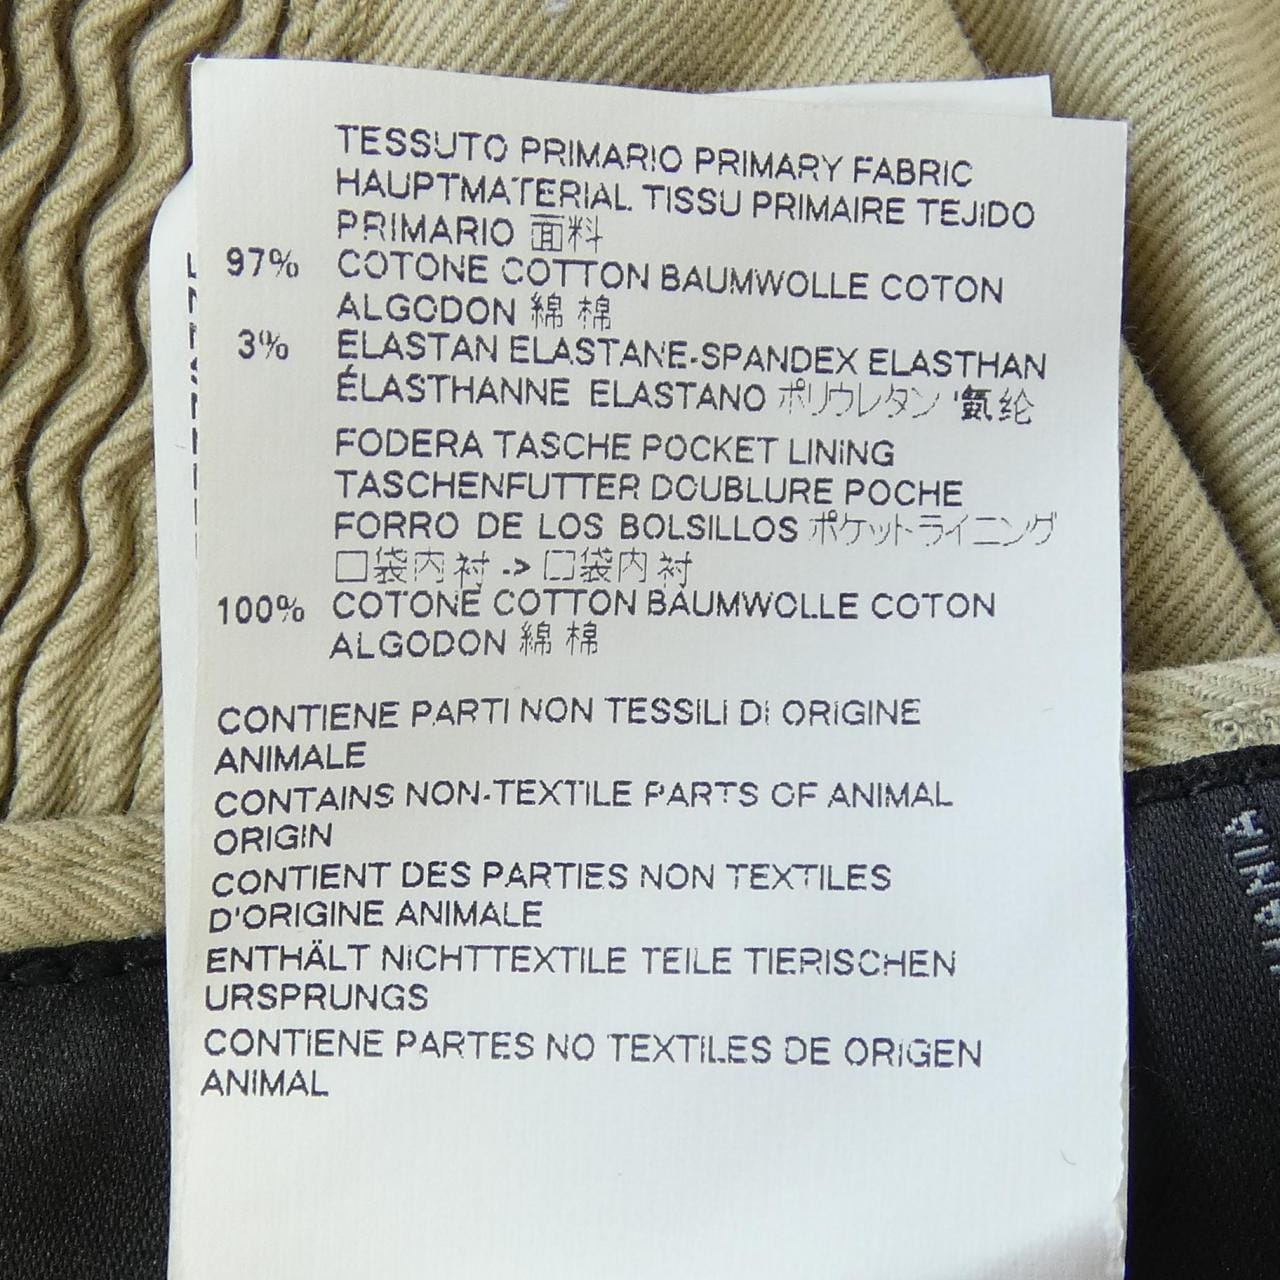 TESSUTO PRIMARIO PRIMARY FABRIC
HAUPTMATERIAL TISSU PRIMAIRE TEJIDO
PRIMARIO 面料
97% COTONE COTTON BAUMWOLLE COTON
ALGODON 綿 棉
3% ELASTAN ELASTANE-SPANDEX ELASTHAN
ÉLASTHANNE ELASTANO ポリウレタン '氨纶
FODERA TASCHE POCKET LINING
TASCHENFUTTER DOUBLURE POCHE
FORRO DE LOS BOLSILLOS ポケットライニング
口袋内衬 -> 口袋内衬
100% COTONE COTTON BAUMWOLLE COTON
ALGODON 綿 棉
CONTIENE PARTI NON TESSILI DI ORIGINE
ANIMALE
CONTAINS NON-TEXTILE PARTS OF ANIMAL
ORIGIN
CONTIENT DES PARTIES NON TEXTILES
D'ORIGINE ANIMALE
ENTHÄLT NICHTTEXTILE TEILE TIERISCHEN
URSPRUNGS
CONTIENE PARTES NO TEXTILES DE ORIGEN
ANIMAL